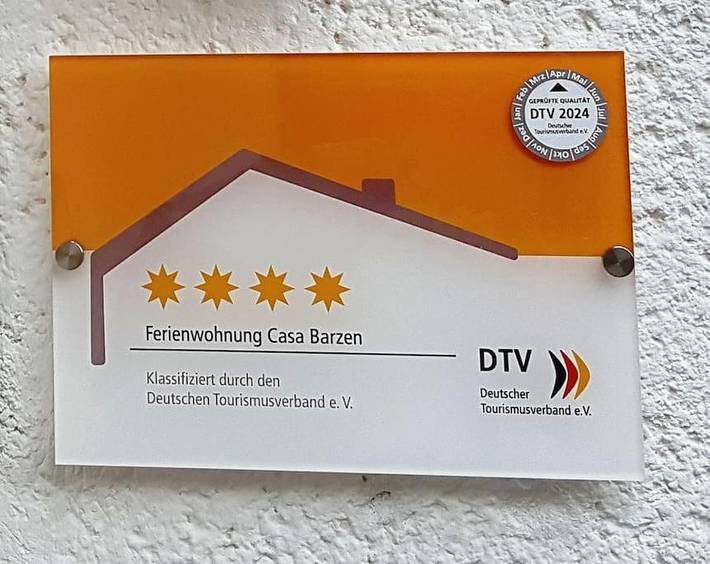 Jan Feb Mrz Apr Mai Jun Jul Aug Sep Okt Nov Dez
GEPRÜFTE QUALITÄT
DTV 2024
Deutscher
Tourismusverband e.V.
Ferienwohnung Casa Barzen
Klassifiziert durch den
Deutschen Tourismusverband e. V.
DTV
Deutscher
Tourismusverband e.V.